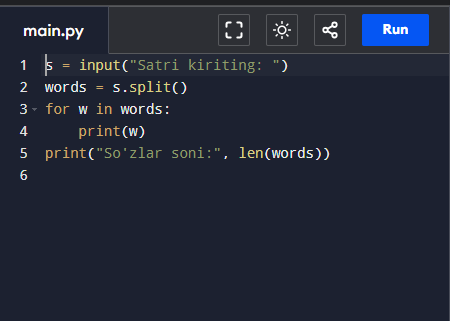 main.py
Run
1 s = input("Satri kiriting: ")
2 words = s.split()
3 for w in words:
4     print(w)
5 print("So'zlar soni:", len(words))
6